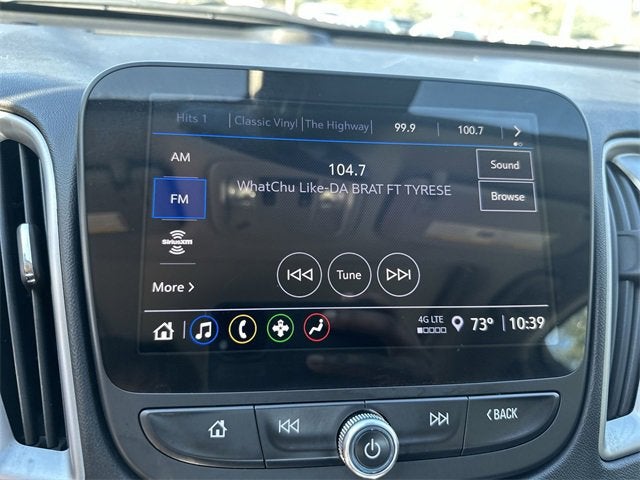 Hits 1 Classic Vinyl The Highway 99.9 100.7
AM
104.7
Sound
WhatChu Like-DA BRAT FT TYRESE
FM
Browse
SiriusXM
Tune
More
4G LTE
73° 10:39
BACK